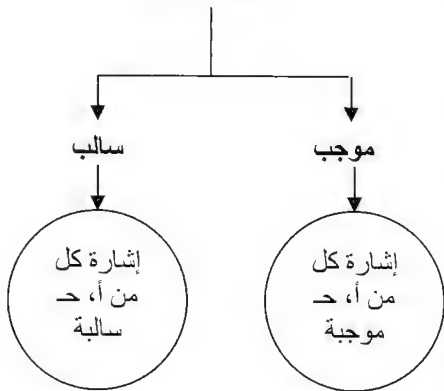 موجب
سالب
إشارة كل
من أ، حـ
موجبة
إشارة كل
من أ، حـ
سالبة